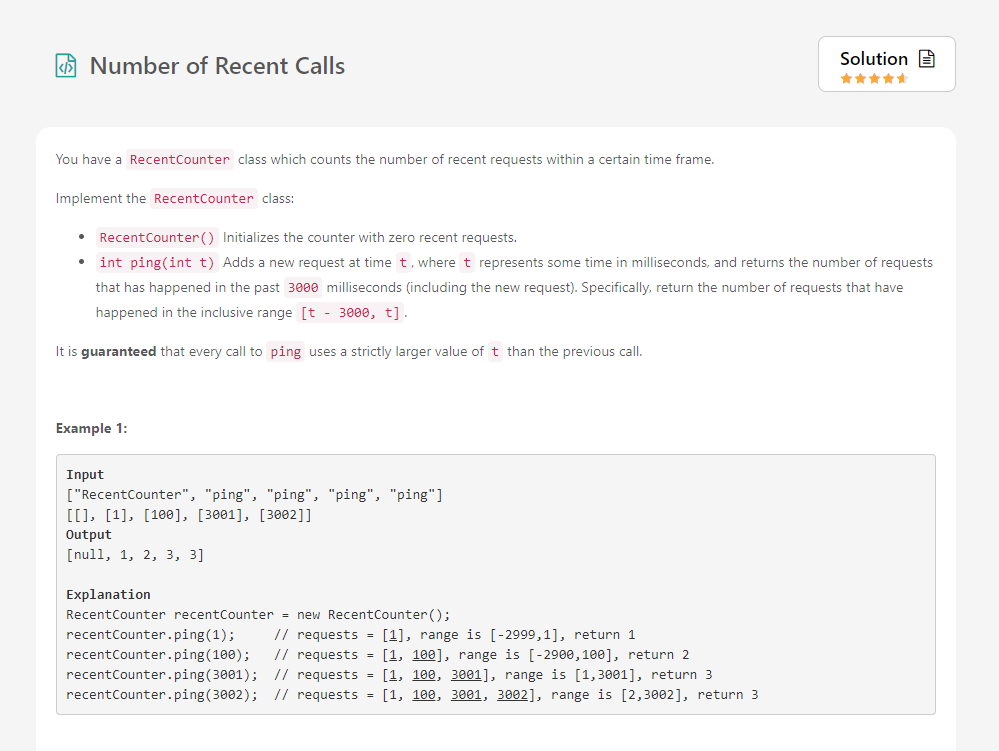 Number of Recent Calls
Solution
You have a RecentCounter class which counts the number of recent requests within a certain time frame.
Implement the RecentCounter class:
• RecentCounter() Initializes the counter with zero recent requests.
• int ping(int t) Adds a new request at time t, where t represents some time in milliseconds, and returns the number of requests
that has happened in the past 3000 milliseconds (including the new request). Specifically, return the number of requests that have
happened in the inclusive range [t - 3000, t].
It is guaranteed that every call to ping uses a strictly larger value of t than the previous call.
Example 1:
Input
["RecentCounter", "ping", "ping", "ping", "ping"]
[[], [1], [100], [3001], [3002]]
Output
[null, 1, 2, 3, 3]
Explanation
RecentCounter recentCounter = new RecentCounter();
recentCounter.ping(1);     // requests = [1], range is [-2999,1], return 1
recentCounter.ping(100);   // requests = [1, 100], range is [-2900,100], return 2
recentCounter.ping(3001);  // requests = [1, 100, 3001], range is [1,3001], return 3
recentCounter.ping(3002);  // requests = [1, 100, 3001, 3002], range is [2,3002], return 3